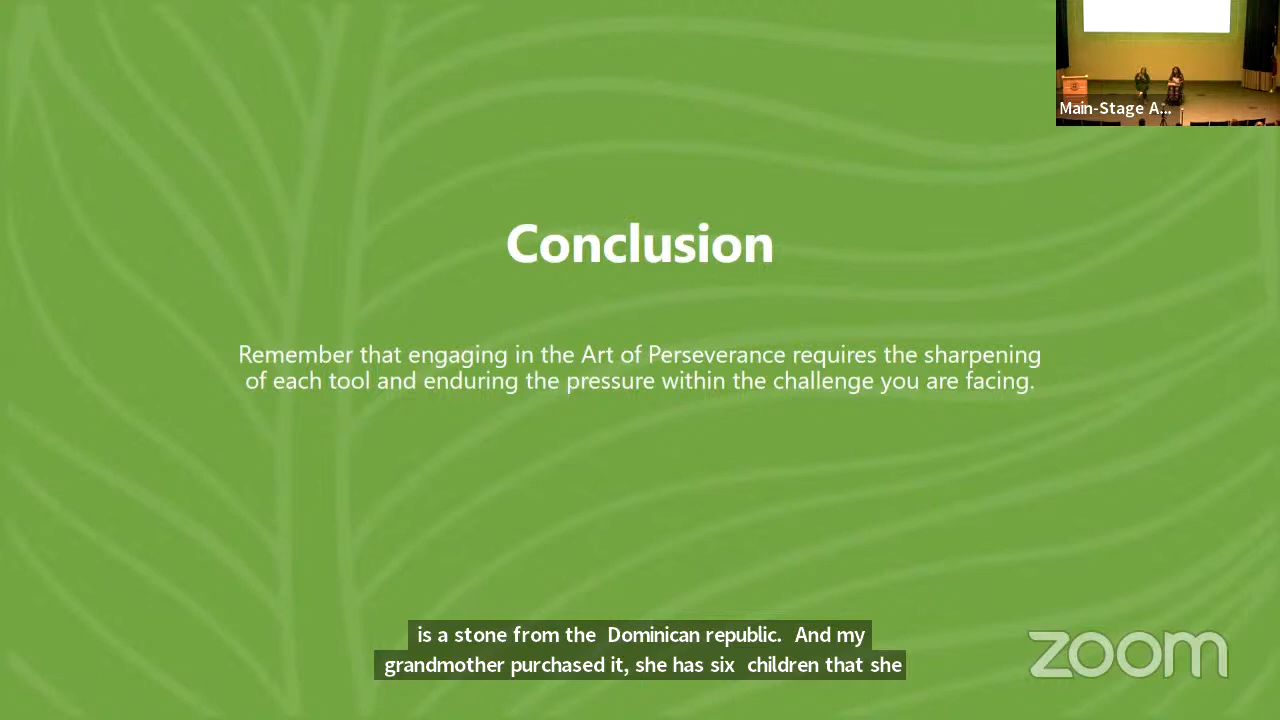 Main-Stage A...
Conclusion
Remember that engaging in the Art of Perseverance requires the sharpening
of each tool and enduring the pressure within the challenge you are facing.
is a stone from the Dominican republic. And my
grandmother purchased it, she has six children that she
zoom